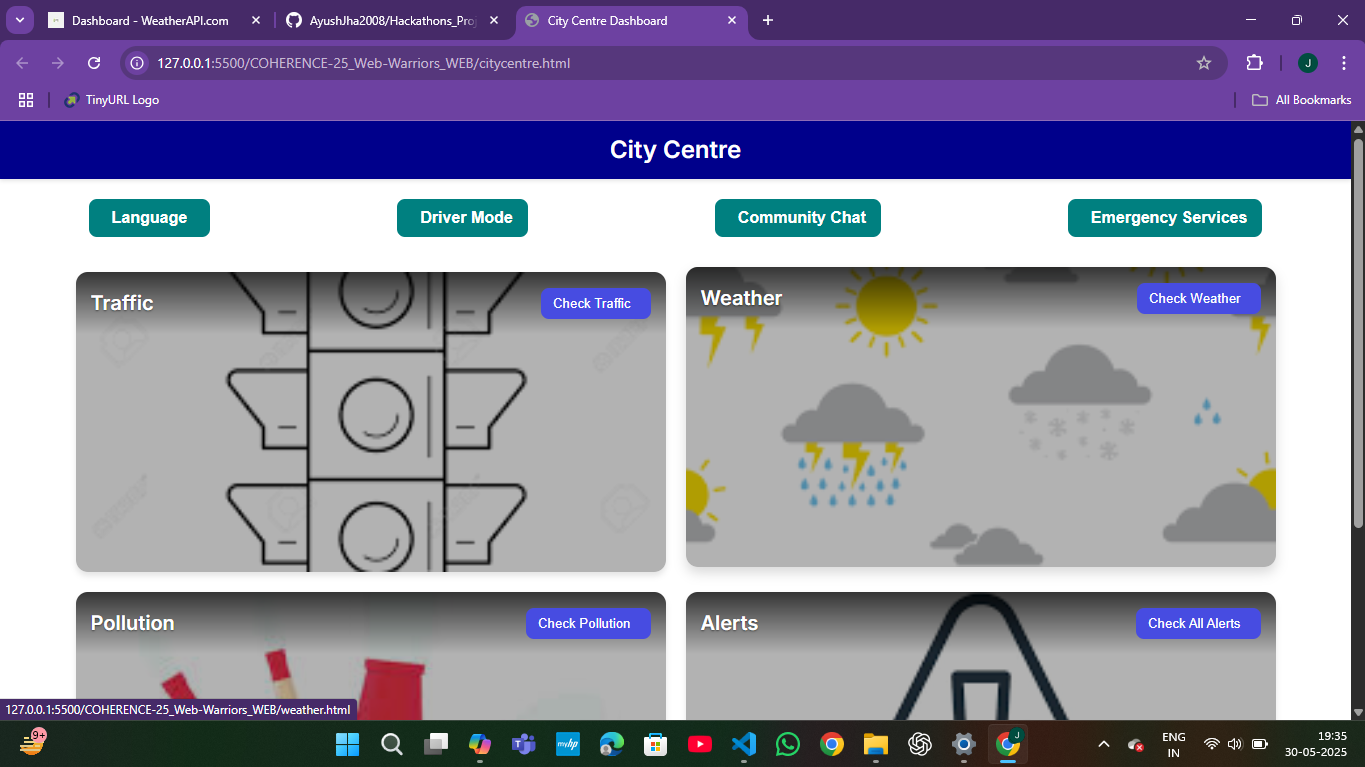 Dashboard - WeatherAPI.com
AyushJha2008/Hackathons_Proj
City Centre Dashboard
127.0.0.1:5500/COHERENCE-25_Web-Warriors_WEB/citycentre.html
J
TinyURL Logo
All Bookmarks
City Centre
Language
Driver Mode
Community Chat
Emergency Services
Traffic
Check Traffic
Weather
Check Weather
Pollution
Check Pollution
Alerts
Check All Alerts
127.0.0.1:5500/COHERENCE-25_Web-Warriors_WEB/weather.html
9+
myhp
J
ENG
IN
19:35
30-05-2025